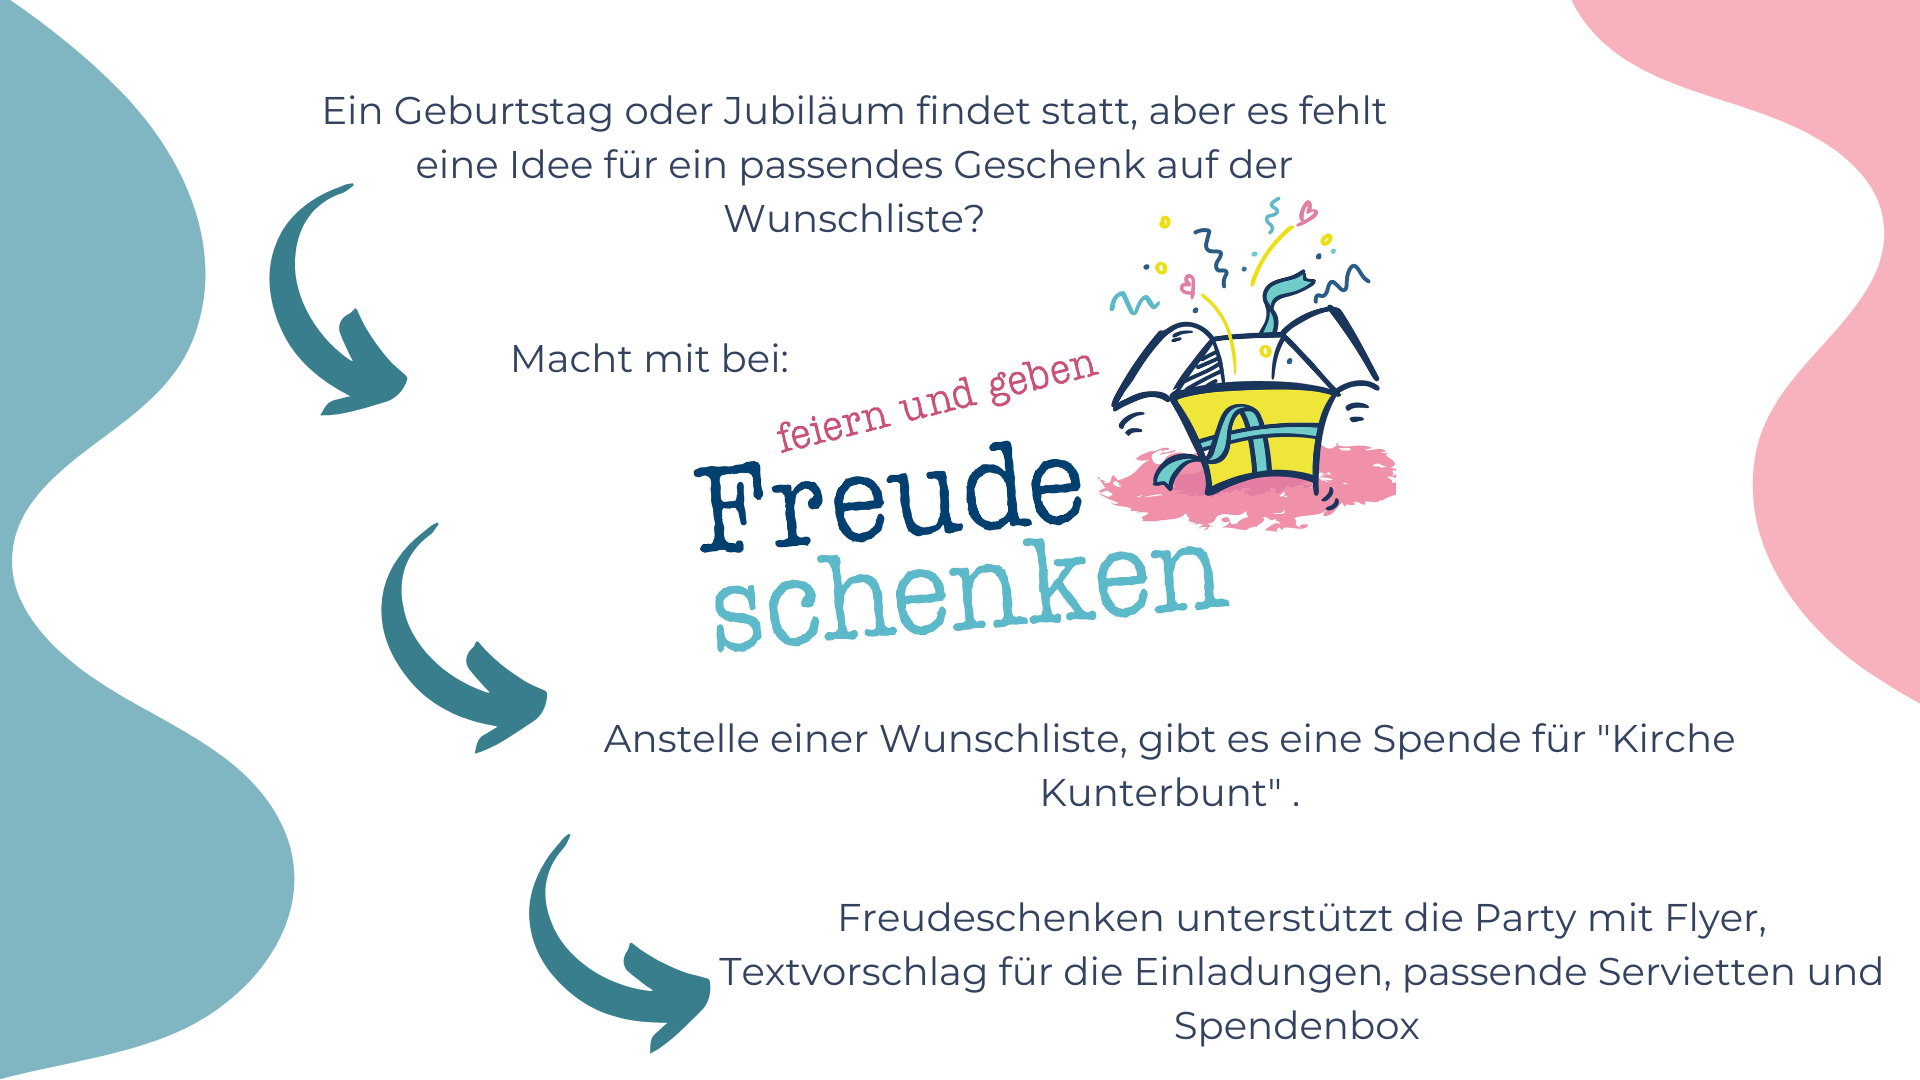 Ein Geburtstag oder Jubiläum findet statt, aber es fehlt
eine Idee für ein passendes Geschenk auf der
Wunschliste?
Macht mit bei:
feiern und geben
Freude
schenken
Anstelle einer Wunschliste, gibt es eine Spende für "Kirche
Kunterbunt" .
Freudeschenken unterstützt die Party mit Flyer,
Textvorschlag für die Einladungen, passende Servietten und
Spendenbox